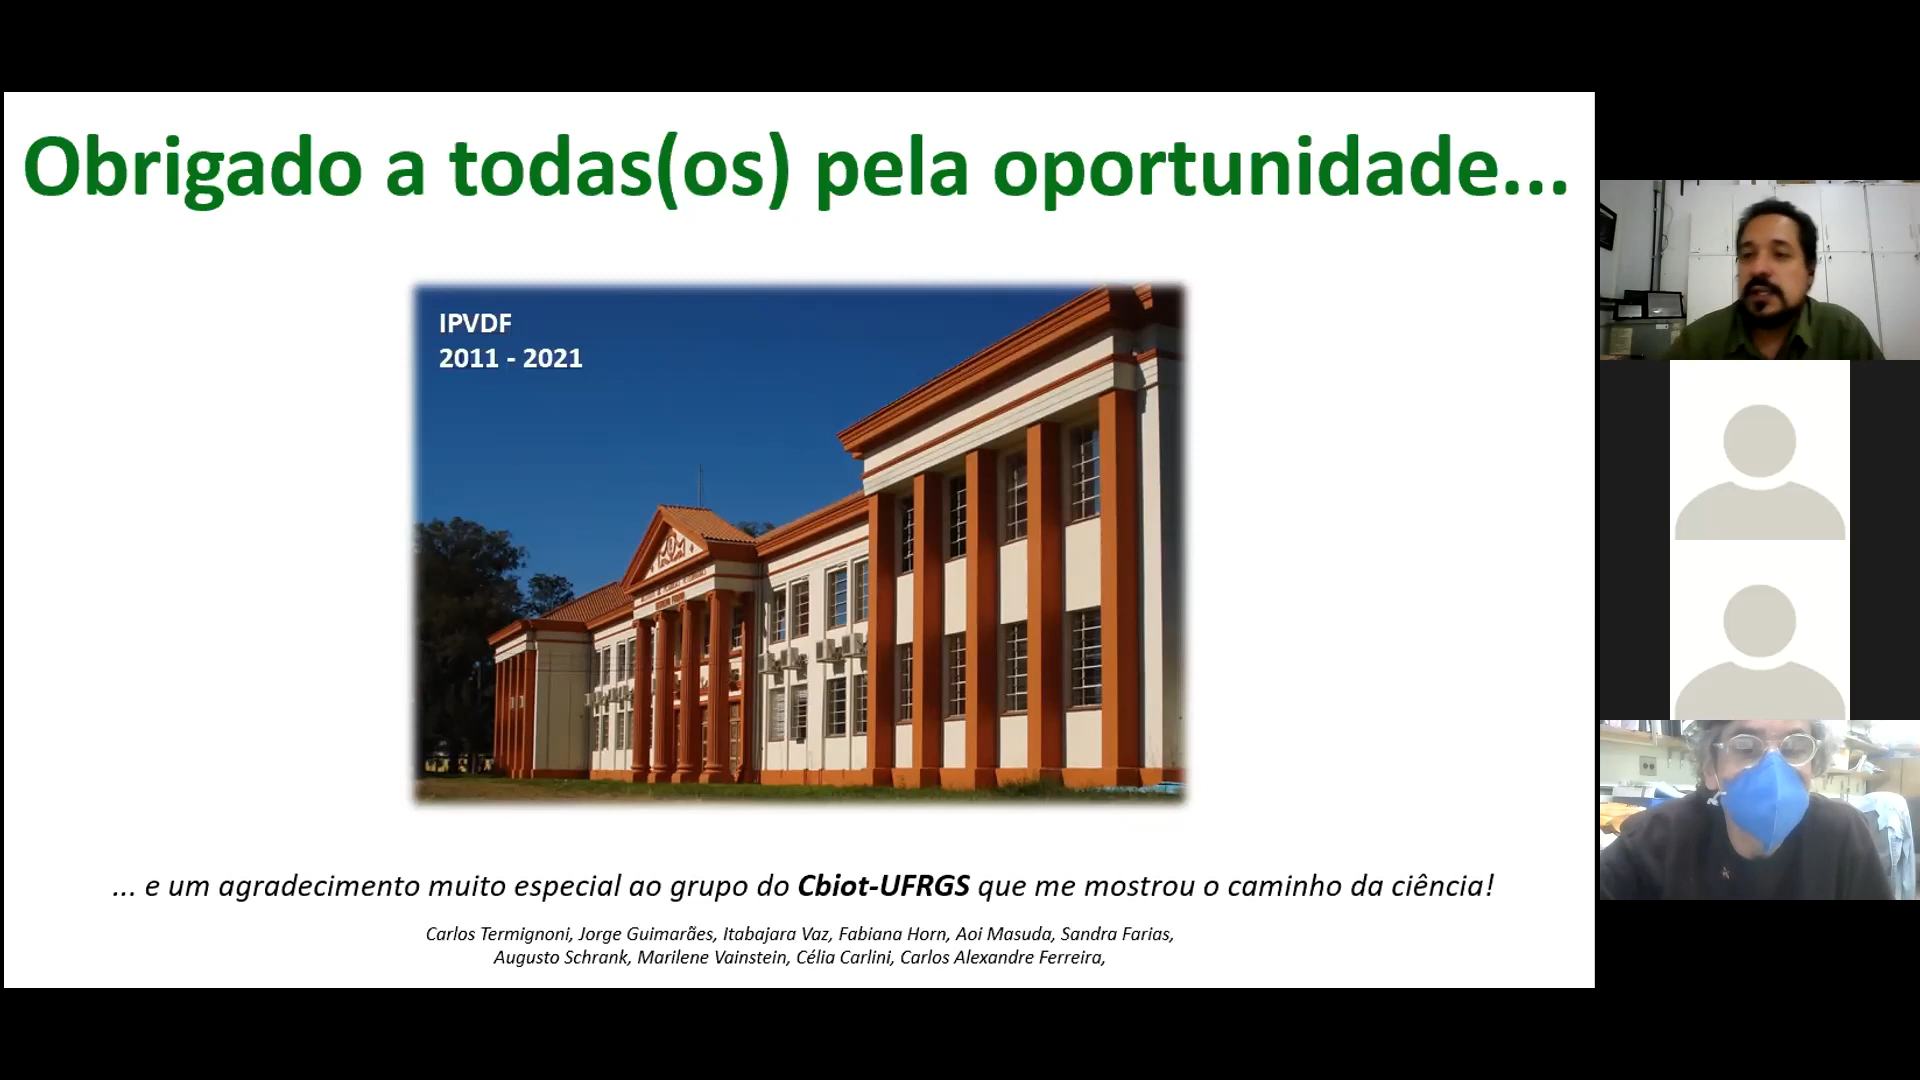 Obrigado a todas(os) pela oportunidade...
IPVDF
2011 - 2021
... e um agradecimento muito especial ao grupo do Cbiot-UFRGS que me mostrou o caminho da ciência!
Carlos Termignoni, Jorge Guimarães, Itabajara Vaz, Fabiana Horn, Aoi Masuda, Sandra Farias,
Augusto Schrank, Marilene Vainstein, Célia Carlini, Carlos Alexandre Ferreira,